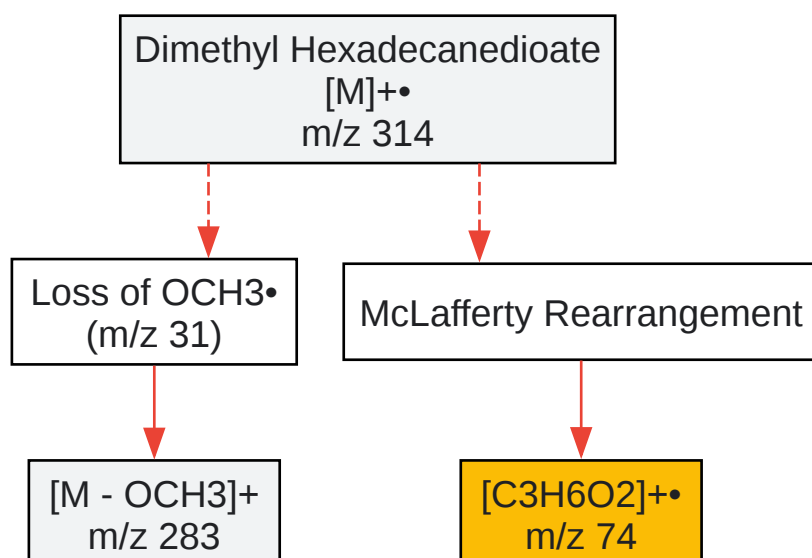 Dimethyl Hexadecanedioate
[M]+•
m/z 314
Loss of OCH3•
(m/z 31)
McLafferty Rearrangement
[M - OCH3]+
m/z 283
[C3H6O2]+•
m/z 74